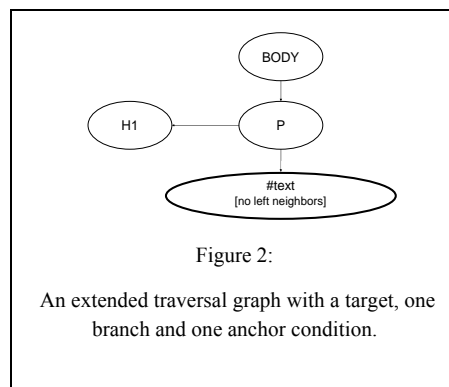 BODY
H1
P
#text
[no left neighbors]
Figure 2:
An extended traversal graph with a target, one
branch and one anchor condition.